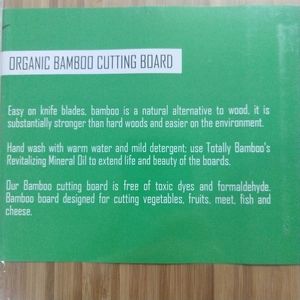 ORGANIC BAMBOO CUTTING BOARD
Easy on knife blades, bamboo is a natural alternative to wood, it is
substantially stronger than hard woods and easier on the environment.
Hand wash with warm water and mild detergent; use Totally Bamboo's
Revitalizing Mineral Oil to extend life and beauty of the boards.
Our Bamboo cutting board is free of toxic dyes and formaldehyde.
Bamboo board designed for cutting vegetables, fruits, meet, fish and
cheese.